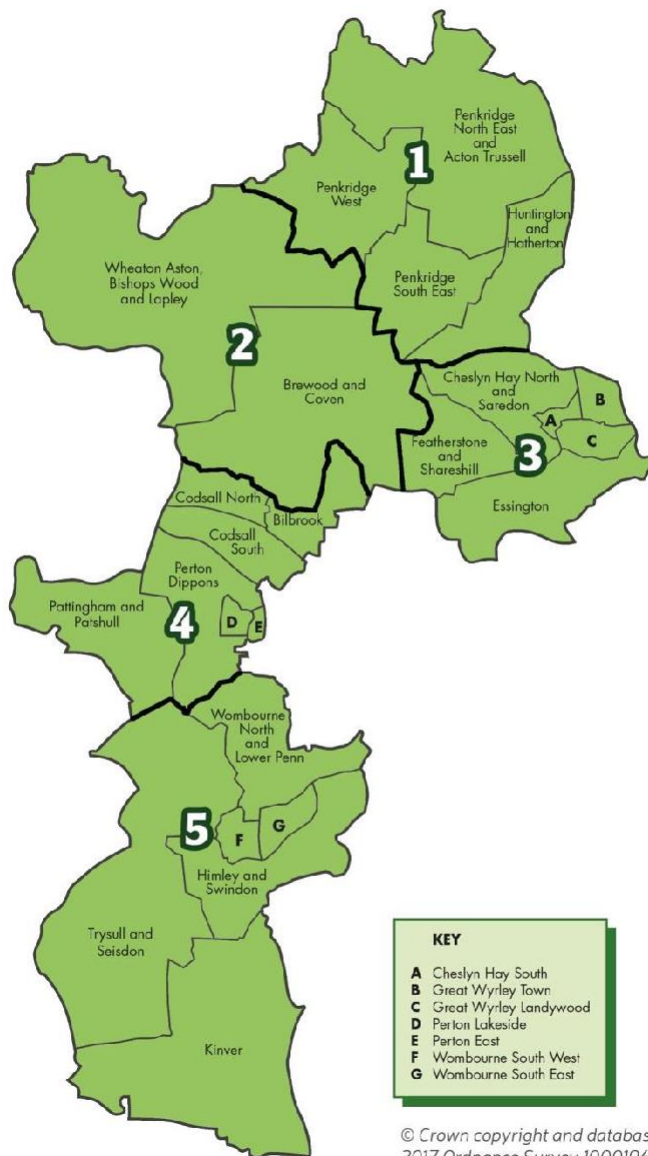 Penkridge
North East
and
Acton Trussell
1
Penkridge
West
Huntington
and
Hatherton
Wheaton Aston,
Bishops Wood
and Lapley
Penkridge
South East
2
Cheslyn Hay North
and
Saredon
B
A
C
Brewood and
Coven
Featherstone
and
Shareshill
3
Essington
Codsall North
Bilbrook
Codsall
South
Perton
Dippons
Pattingham and
Patshull
4
D
E
Wombourne
North
and
Lower Penn
5
F
G
Himley and
Swindon
Trysull and
Seisdon
Kinver
KEY
A Cheslyn Hay South
B Great Wyrley Town
C Great Wyrley Landywood
D Perton Lakeside
E Perton East
F Wombourne South West
G Wombourne South East
© Crown copyright and databas